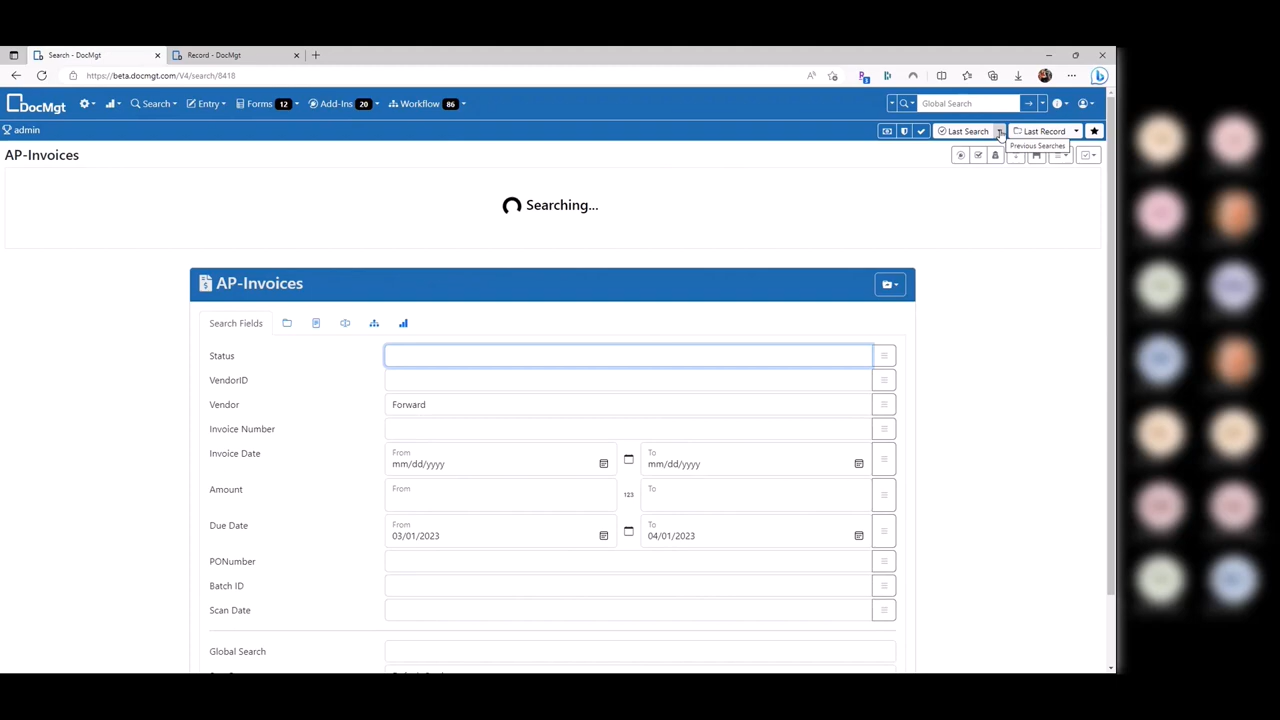 Search - DocMgt
Record - DocMgt
https://beta.docmgt.com/V4/search/8418
DocMgt
Search
Entry
Forms 12
Add-Ins 20
Workflow 86
Global Search
admin
Last Search
Last Record
Previous Searches
AP-Invoices
Searching...
AP-Invoices
Search Fields
Status
VendorID
Vendor Forward
Invoice Number
Invoice Date
From
mm/dd/yyyy
To
mm/dd/yyyy
Amount
From
123
To
Due Date
From
03/01/2023
To
04/01/2023
PONumber
Batch ID
Scan Date
Global Search